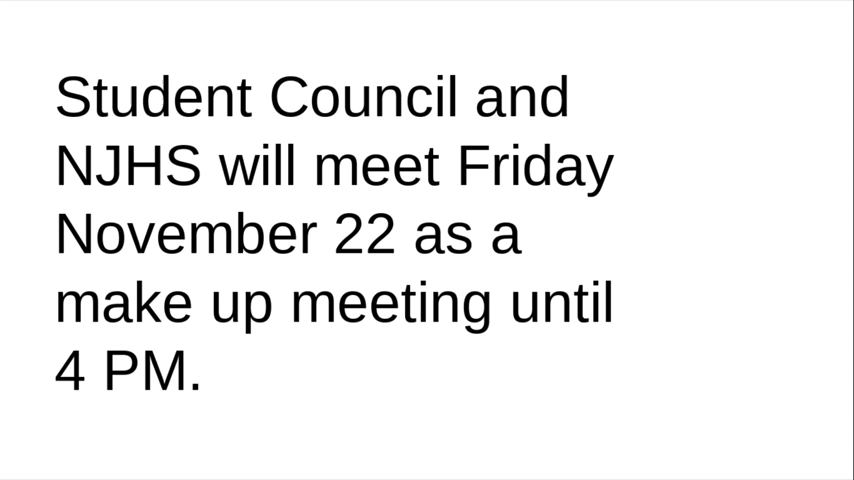 Student Council and
NJHS will meet Friday
November 22 as a
make up meeting until
4 PM.